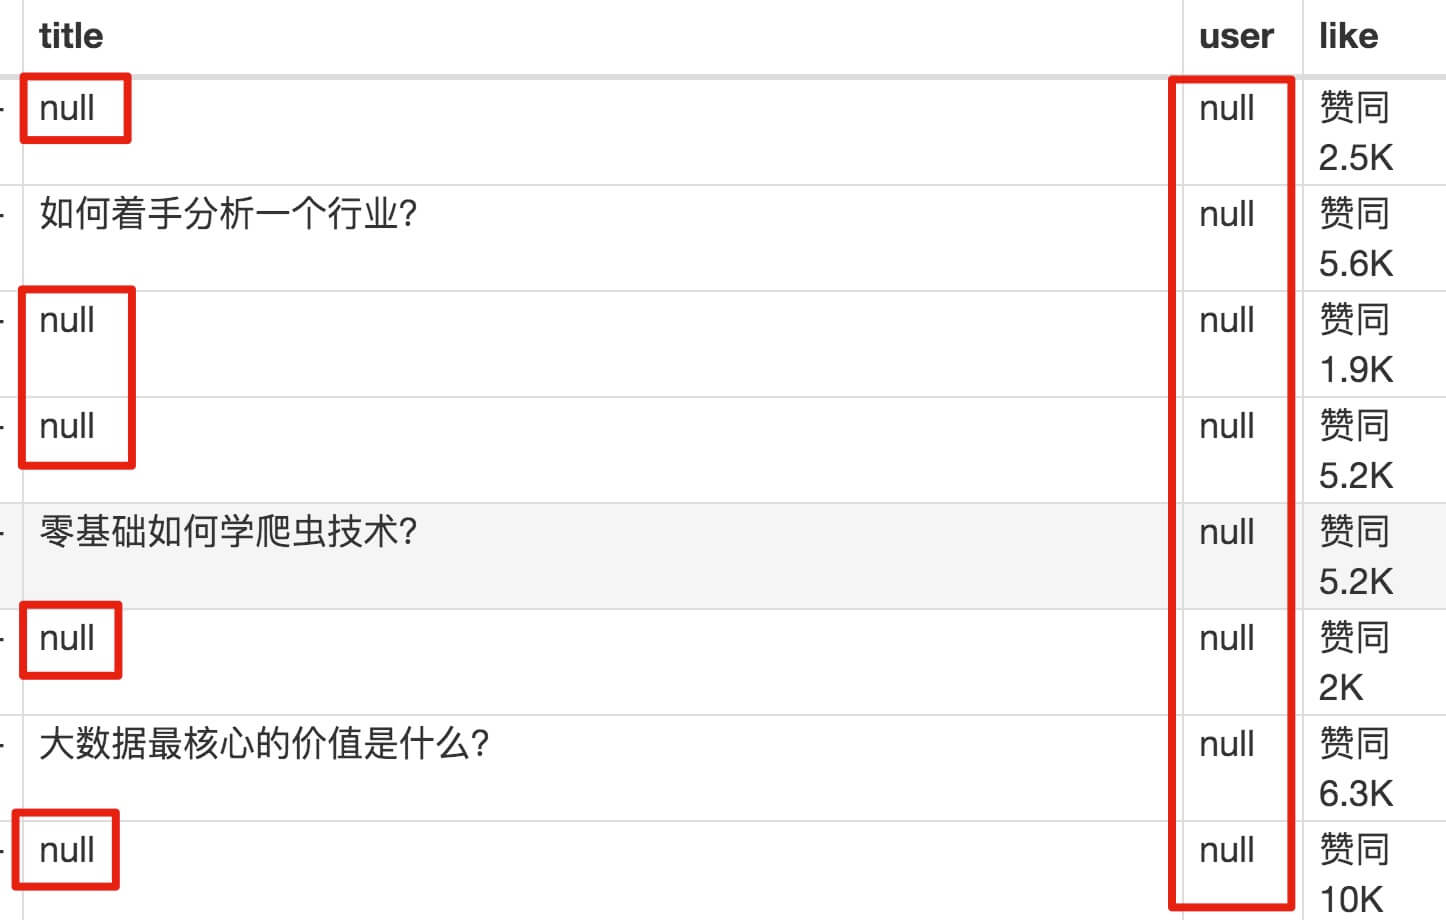 title user like
null null 赞同
2.5K
如何着手分析一个行业? null 赞同
5.6K
null null 赞同
1.9K
null null 赞同
5.2K
零基础如何学爬虫技术? null 赞同
5.2K
null null 赞同
2K
大数据最核心的价值是什么? null 赞同
6.3K
null null 赞同
10K